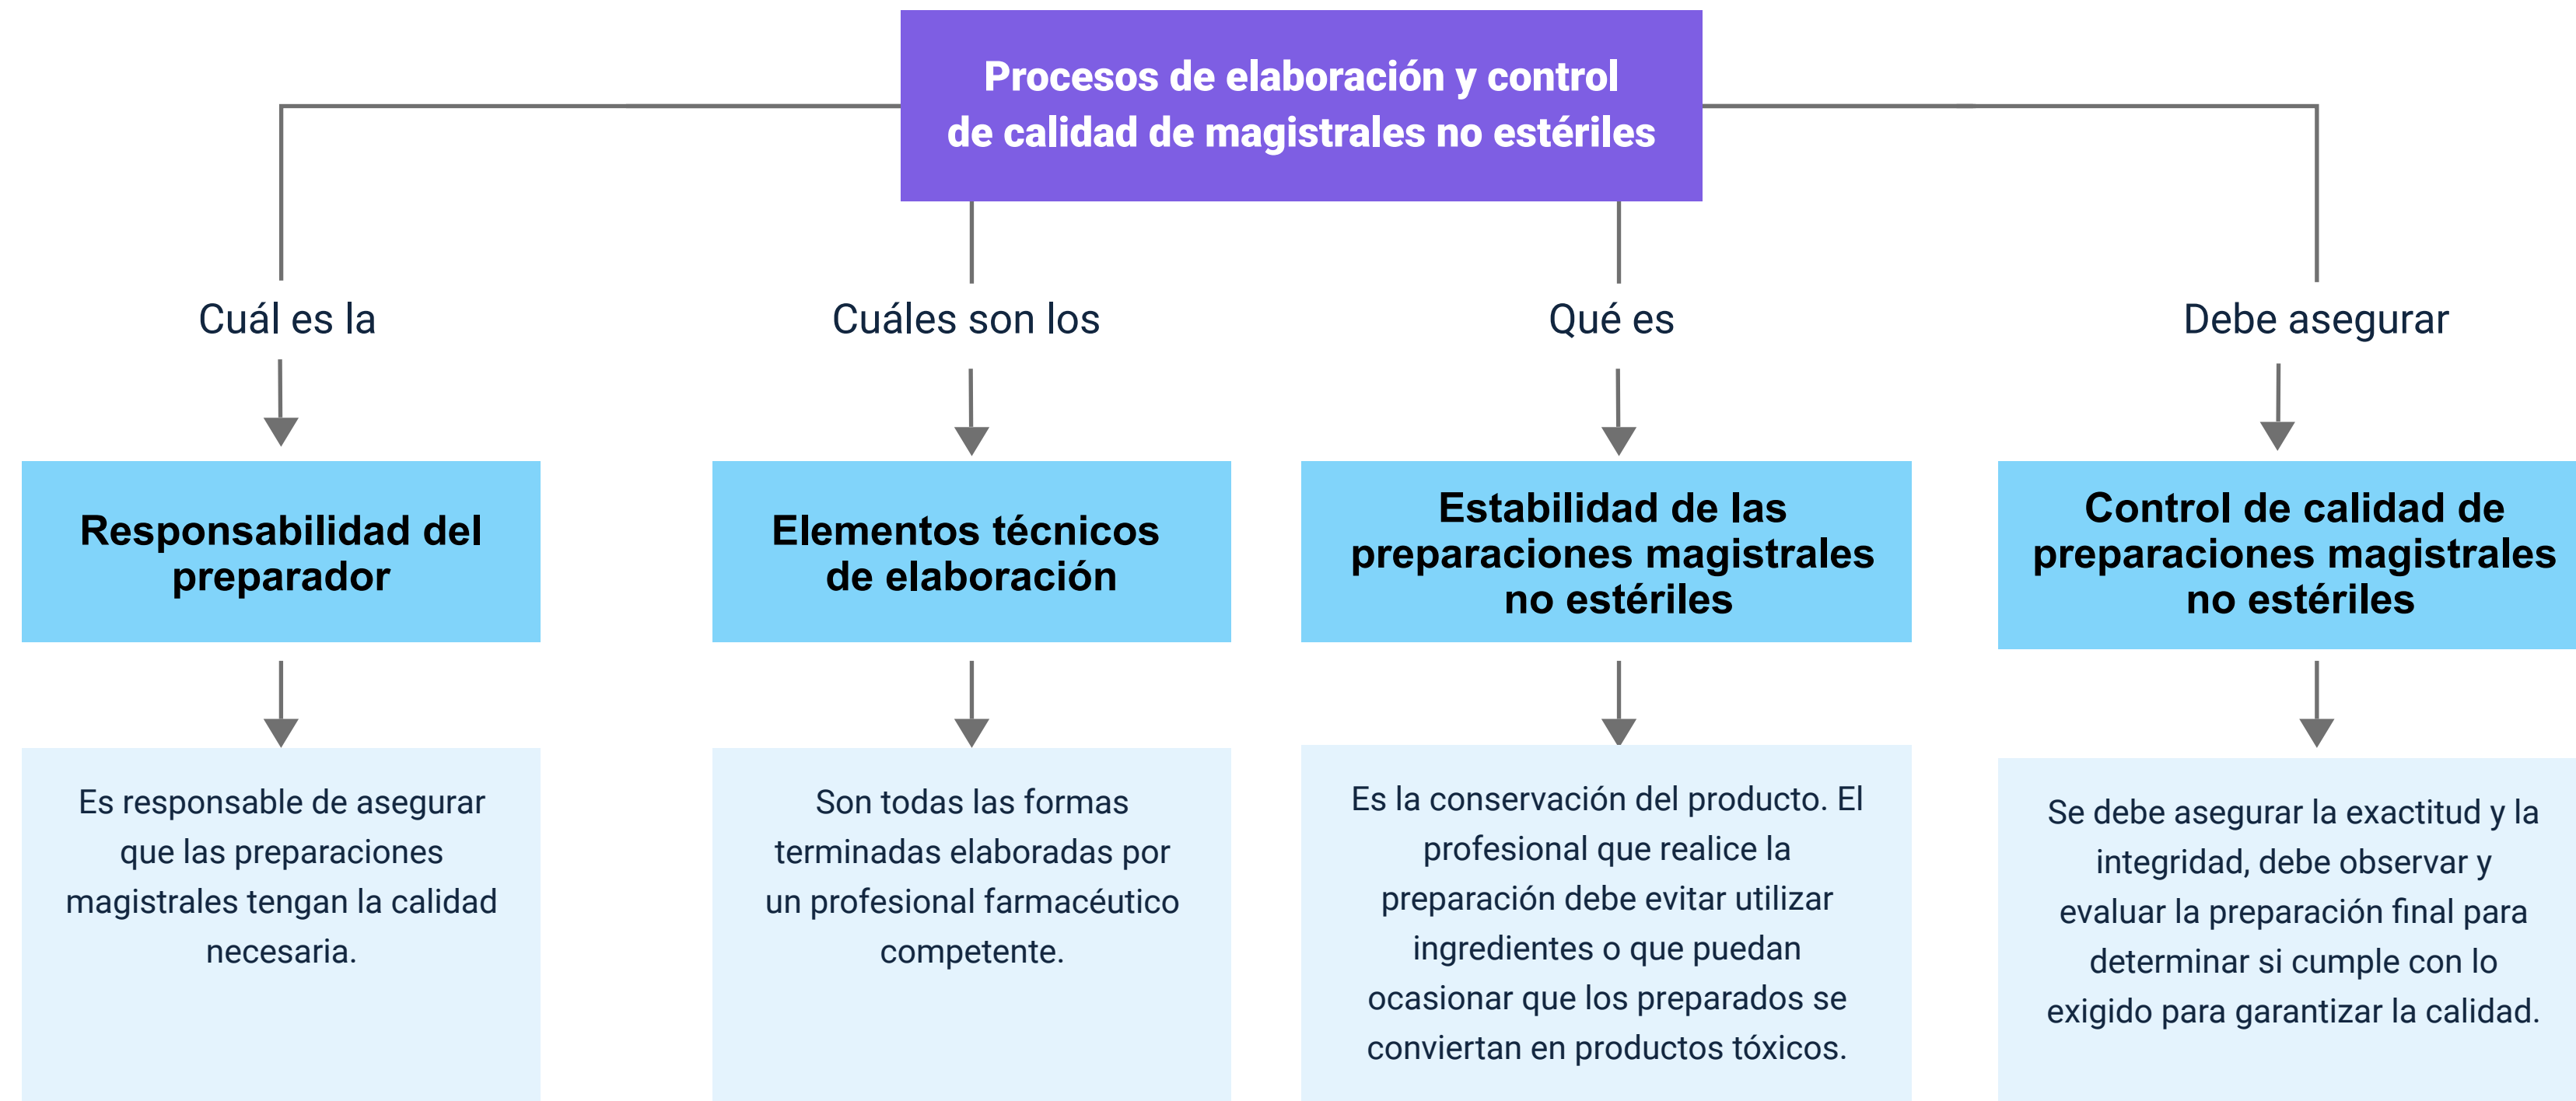 Procesos de elaboración y control
de calidad de magistrales no estériles
Cuál es la
Cuáles son los
Qué es
Debe asegurar
Responsabilidad del
preparador
Elementos técnicos
de elaboración
Estabilidad de las
preparaciones magistrales
no estériles
Control de calidad de
preparaciones magistrales
no estériles
Es responsable de asegurar
que las preparaciones
magistrales tengan la calidad
necesaria.
Son todas las formas
terminadas elaboradas por
un profesional farmacéutico
competente.
Es la conservación del producto. El
profesional que realice la
preparación debe evitar utilizar
ingredientes o que puedan
ocasionar que los preparados se
conviertan en productos tóxicos.
Se debe asegurar la exactitud y la
integridad, debe observar y
evaluar la preparación final para
determinar si cumple con lo
exigido para garantizar la calidad.